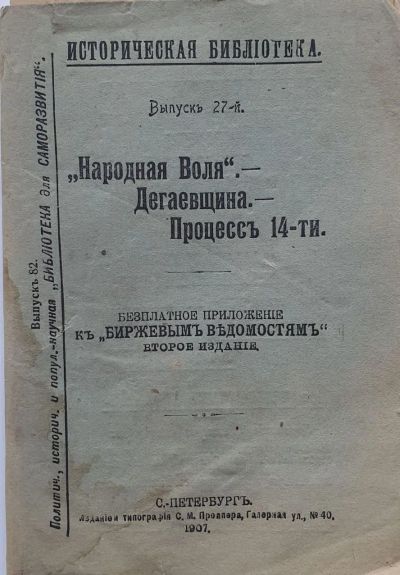 ИСТОРИЧЕСКАЯ БИБЛІОТЕКА.
Выпускъ 27-й.
„Народная Воля“.—
Дегаевщина.—
Процессъ 14-ти.
БЕЗПЛАТНОЕ ПРИЛОЖЕНІЕ
КЪ „БИРЖЕВЫМЪ ВѢДОМОСТЯМЪ“
ВТОРОЕ ИЗДАНІЕ.
С.-ПЕТЕРБУРГЪ.
Изданіе и типографія С. М. Проппера, Галерная ул., № 40.
1907.
Выпускъ 82.
Политич., историч. и попул.-научная „БИБЛІОТЕКА для САМОРАЗВИТІЯ“.